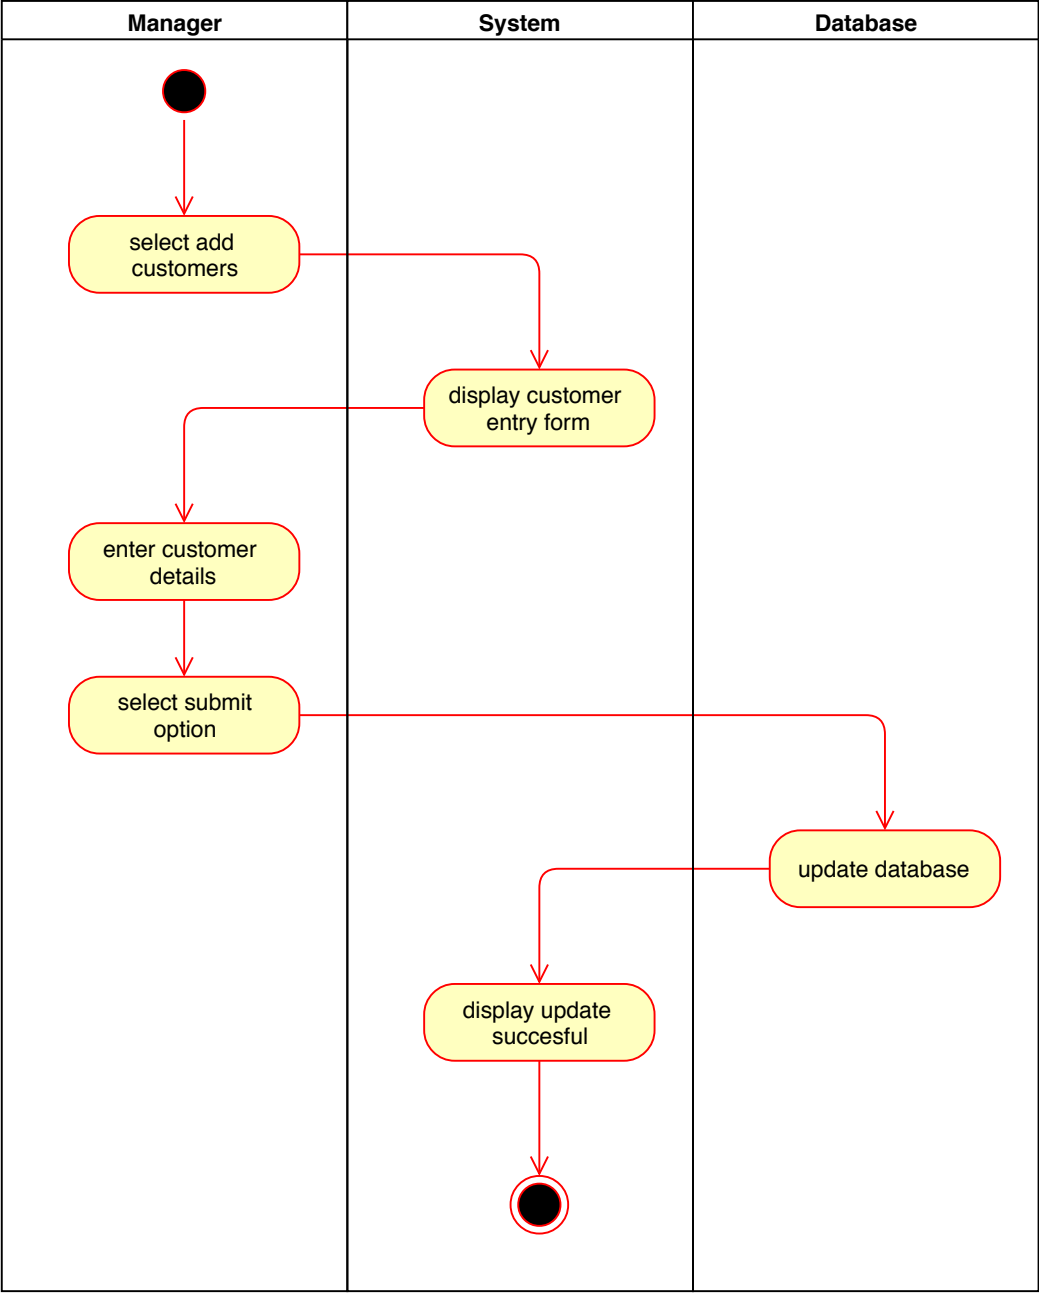 Manager
System
Database
select add
customers
display customer
entry form
enter customer
details
select submit
option
update database
display update
succesful